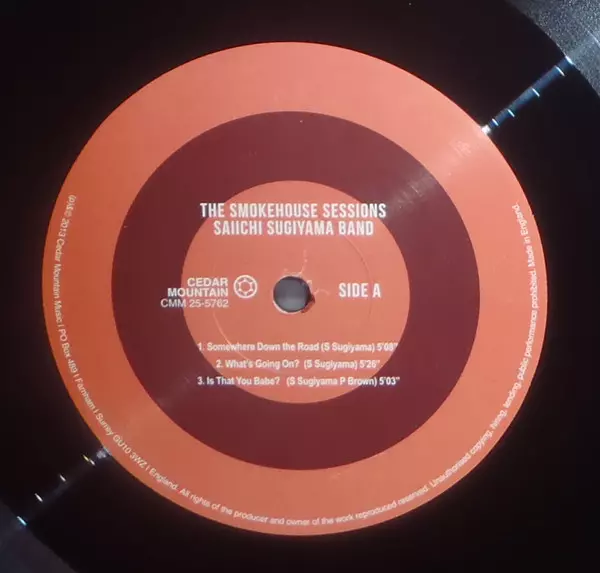 THE SMOKEHOUSE SESSIONS
SAIICHI SUGIYAMA BAND
CEDAR
MOUNTAIN
CMM 25-5762
SIDE A
1. Somewhere Down the Road (S Sugiyama) 5'08"
2. What's Going On? (S Sugiyama) 5'26"
3. Is That You Babe? (S Sugiyama P Brown) 5'03"
(p)&© 2013 Cedar Mountain Music I PO Box 489 I Farnham I Surrey GU10 3WZ I England. All rights of the producer and owner of the work reproduced reserved. Unauthorised copying, hiring, lending, public performance prohibited. Made in England.